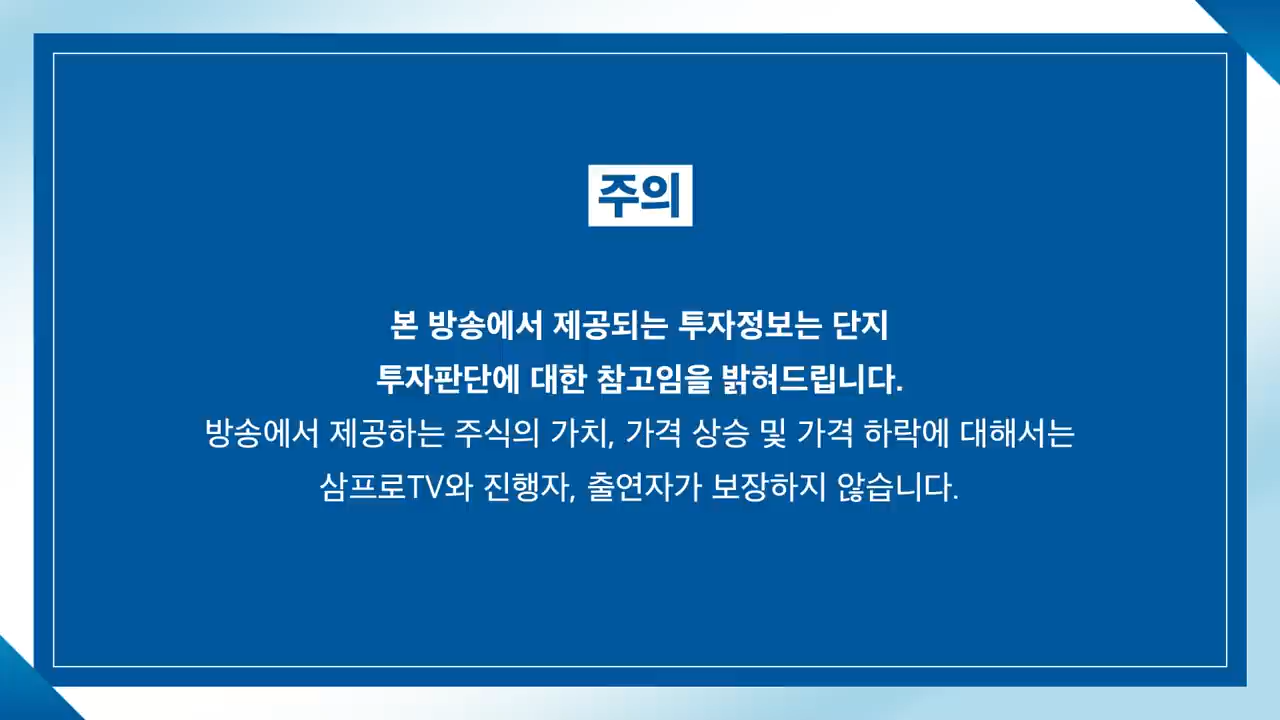 주의
본 방송에서 제공되는 투자정보는 단지
투자판단에 대한 참고임을 밝혀드립니다.
방송에서 제공하는 주식의 가치, 가격 상승 및 가격 하락에 대해서는
삼프로TV와 진행자, 출연자가 보장하지 않습니다.